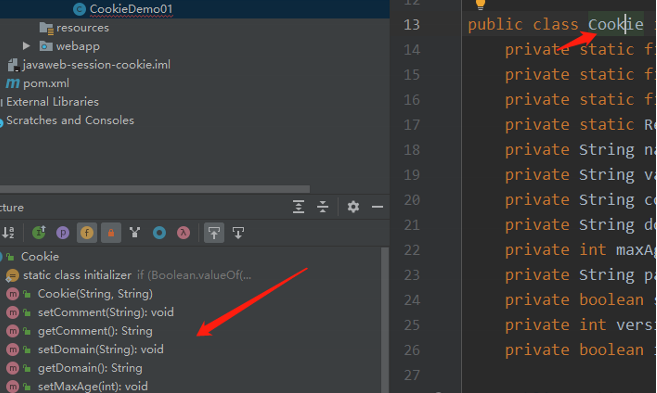 CookieDemo01
resources
webapp
javaweb-session-cookie.iml
pom.xml
External Libraries
Scratches and Consoles
cture
Cookie
static class initializer if (Boolean.valueOf(...
Cookie(String, String)
setComment(String): void
getComment(): String
setDomain(String): void
getDomain(): String
setMaxAge(int): void
12
13 public class Cookie i
14 private static fi
15 private static fi
16 private static fi
17 private static Re
18 private String na
19 private String va
20 private String co
21 private String do
22 private int maxAg
23 private String pa
24 private boolean s
25 private int versi
26 private boolean i
27